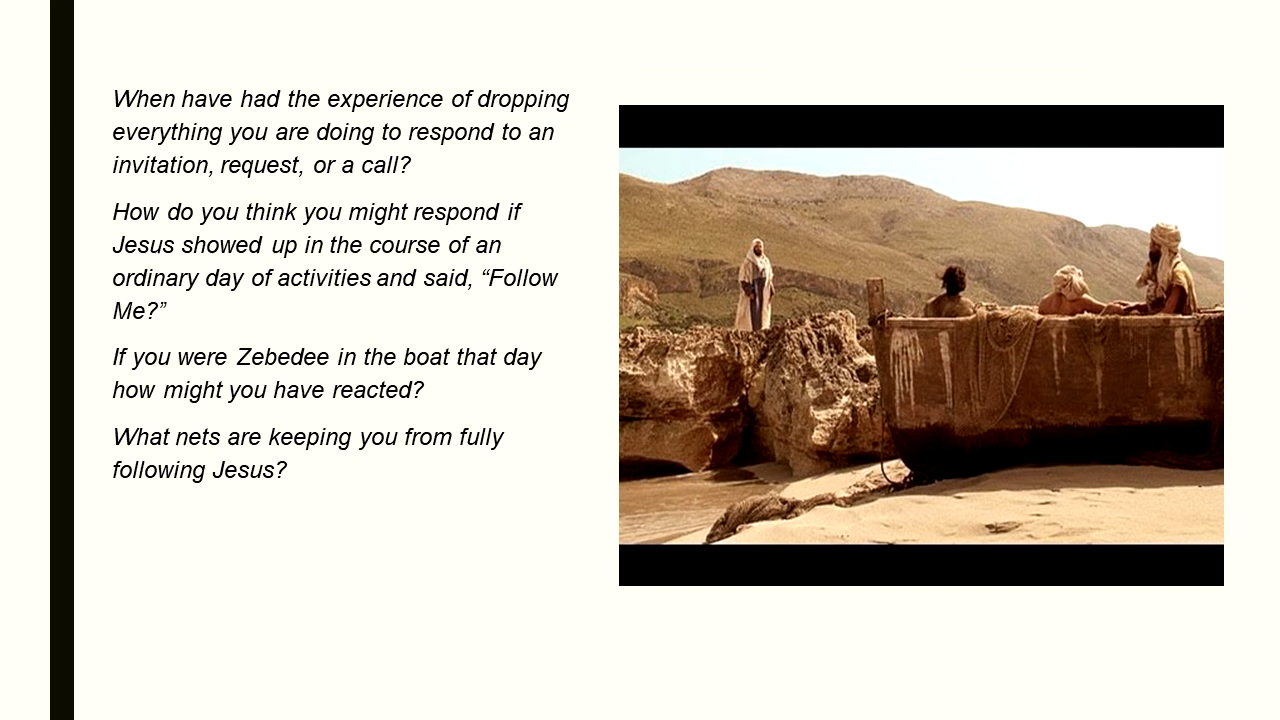 When have had the experience of dropping
everything you are doing to respond to an
invitation, request, or a call?
How do you think you might respond if
Jesus showed up in the course of an
ordinary day of activities and said, “Follow
Me?”
If you were Zebedee in the boat that day
how might you have reacted?
What nets are keeping you from fully
following Jesus?